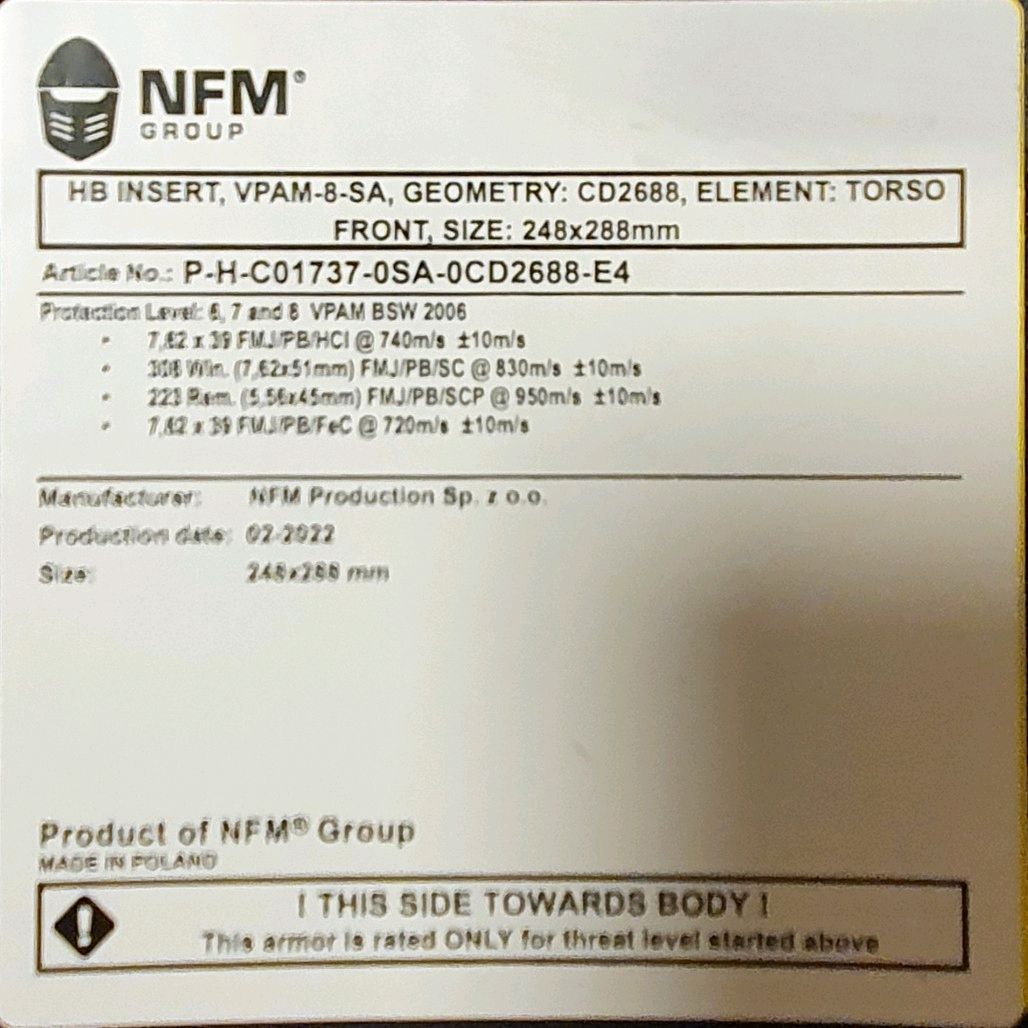 NFM®
GROUP
HB INSERT, VPAM-8-SA, GEOMETRY: CD2688, ELEMENT: TORSO
FRONT, SIZE: 248x288mm
Article No.: P-H-C01737-0SA-0CD2688-E4
Protection Level: 6, 7 and 8 VPAM BSW 2006
• 7,62 x 39 FMJ/PB/HCI @ 740m/s ±10m/s
• 308 Win. (7,62x51mm) FMJ/PB/SC @ 830m/s ±10m/s
• 223 Rem. (5,56x45mm) FMJ/PB/SCP @ 950m/s ±10m/s
• 7,62 x 39 FMJ/PB/FeC @ 720m/s ±10m/s
Manufacturer: NFM Production Sp. z o.o.
Production date: 02-2022
Size: 248x288 mm
Product of NFM® Group
MADE IN POLAND
! THIS SIDE TOWARDS BODY !
This armor is rated ONLY for threat level started above